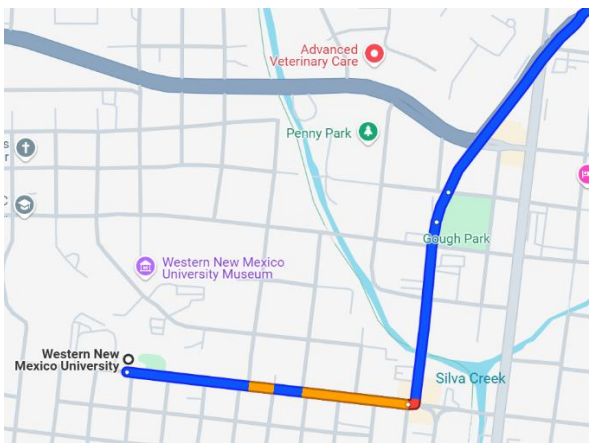 Advanced
Veterinary Care
Penny Park
s
r
C
Gough Park
Western New Mexico
University Museum
Western New
Mexico University
Silva Creek